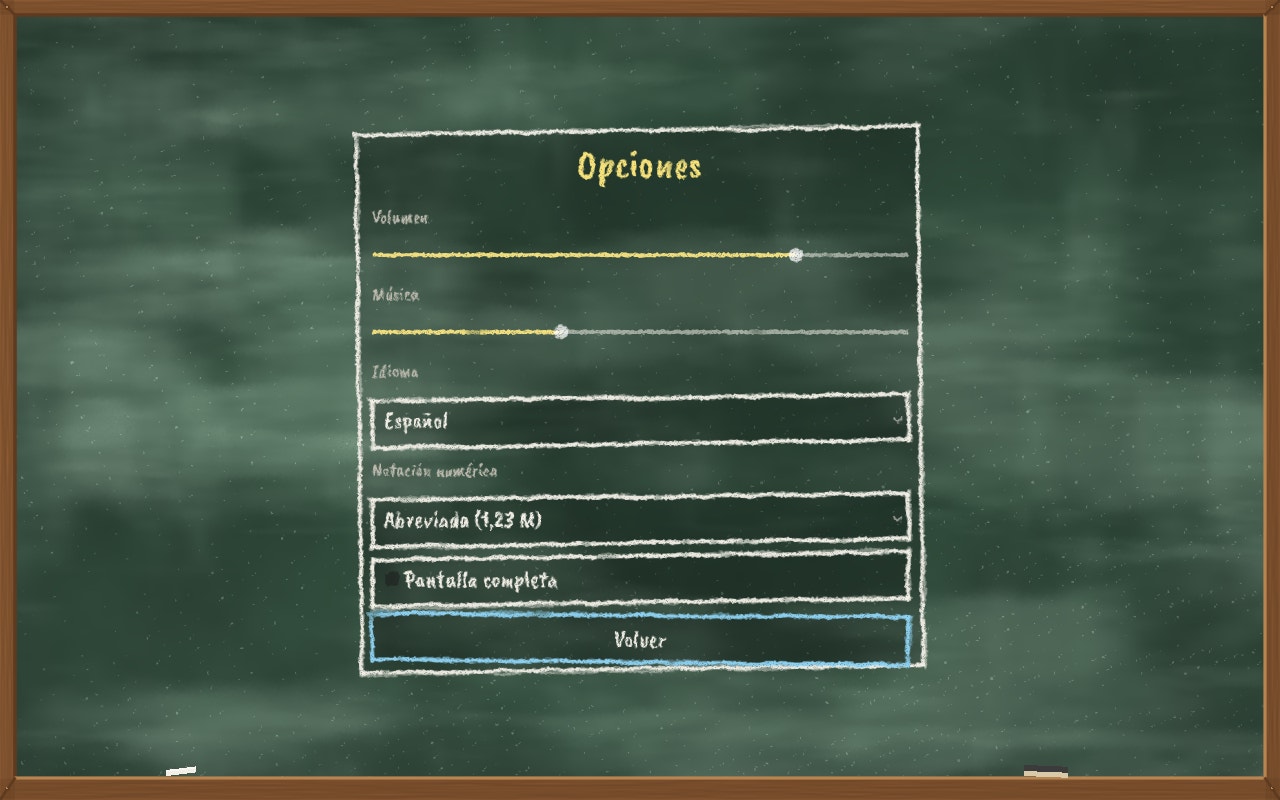 Opciones
Volumen
Música
Idioma
Español
Notación numérica
Abreviada (1,23 M)
Pantalla completa
Volver